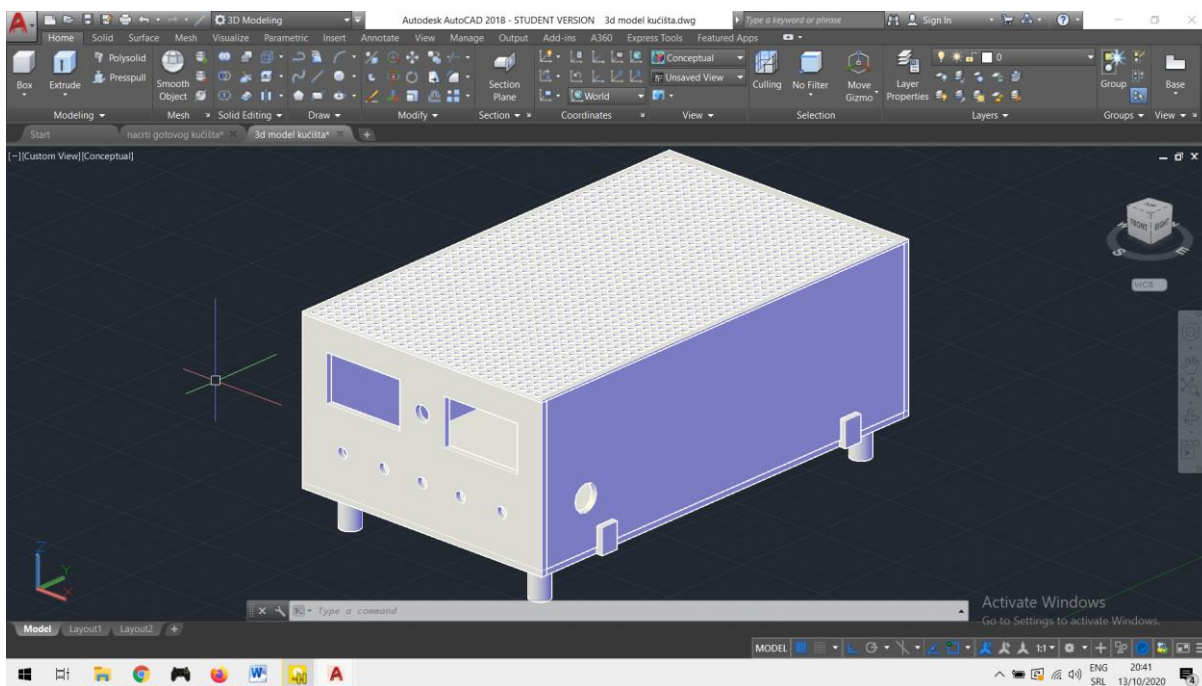 3D Modeling
Autodesk AutoCAD 2018 - STUDENT VERSION 3d model kućišta.dwg
Type a keyword or phrase
Sign In
Home Solid Surface Mesh Visualize Parametric Insert Annotate View Manage Output Add-ins A360 Express Tools Featured Apps
Polysolid
Presspull
Box
Extrude
Smooth
Object
Section
Plane
Conceptual
Unsaved View
World
Culling
No Filter
Move
Gizmo
Layer
Properties
0
Group
Base
Modeling
Mesh
Solid Editing
Draw
Modify
Section
Coordinates
View
Selection
Layers
Groups
View
Start
nacrti gotovog kućišta*
3d model kućišta*
[-][Custom View][Conceptual]
TOP
FRONT
RIGHT
S
E
WCS
Z
Y
X
Type a command
Activate Windows
Go to Settings to activate Windows.
Model Layout1 Layout2 +
MODEL
1:1
ENG
SRL
20:41
13/10/2020
4